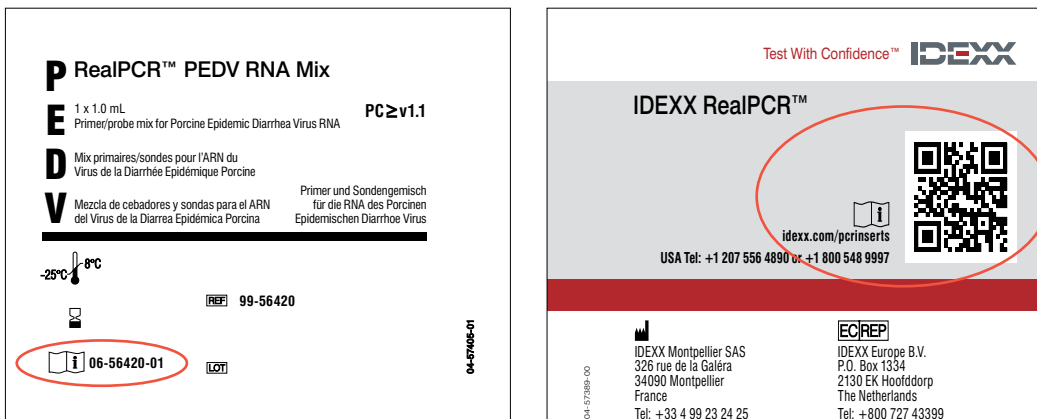 P
E
D
V
RealPCR™ PEDV RNA Mix
1 x 1.0 mL
Primer/probe mix for Porcine Epidemic Diarrhea Virus RNA
PC≥v1.1
Mix primaires/sondes pour l'ARN du
Virus de la Diarrhée Epidémique Porcine
Mezcla de cebadores y sondas para el ARN
del Virus de la Diarrea Epidémica Porcina
Primer und Sondengemisch
für die RNA des Porcinen
Epidemischen Diarrhoe Virus
-25°C
8°C
REF 99-56420
i 06-56420-01
LOT
04-57405-01
Test With Confidence™ IDEXX
IDEXX RealPCR™
i
idexx.com/pcrinserts
USA Tel: +1 207 556 4890 or +1 800 548 9997
IDEXX Montpellier SAS
326 rue de la Galéra
34090 Montpellier
France
Tel: +33 4 99 23 24 25
EC REP
IDEXX Europe B.V.
P.O. Box 1334
2130 EK Hoofddorp
The Netherlands
Tel: +800 727 43399
04-57389-00